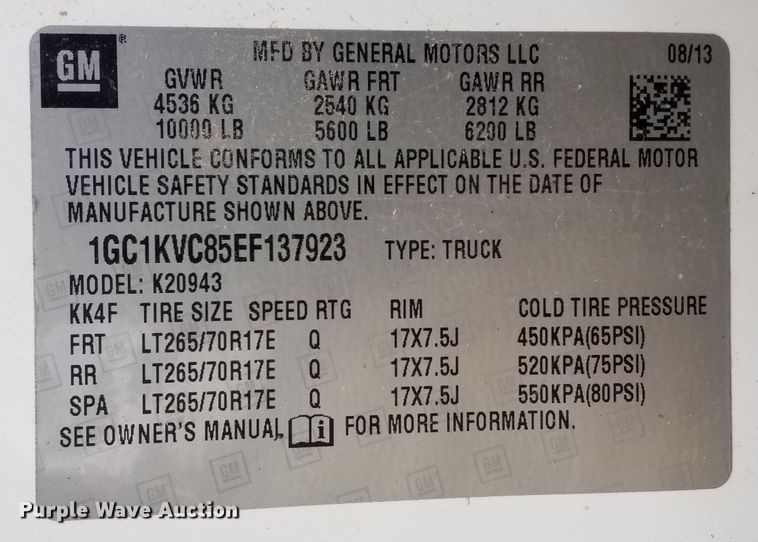 GM ® MFD BY GENERAL MOTORS LLC 08/13
GVWR GAWR FRT GAWR RR
4536 KG 2540 KG 2812 KG
10000 LB 5600 LB 6200 LB
THIS VEHICLE CONFORMS TO ALL APPLICABLE U.S. FEDERAL MOTOR
VEHICLE SAFETY STANDARDS IN EFFECT ON THE DATE OF
MANUFACTURE SHOWN ABOVE.
1GC1KVC85EF137923 TYPE: TRUCK
MODEL: K20943
KK4F TIRE SIZE SPEED RTG RIM COLD TIRE PRESSURE
FRT LT265/70R17E Q 17X7.5J 450KPA(65PSI)
RR LT265/70R17E Q 17X7.5J 520KPA(75PSI)
SPA LT265/70R17E Q 17X7.5J 550KPA(80PSI)
SEE OWNER'S MANUAL i FOR MORE INFORMATION.
Purple Wave Auction